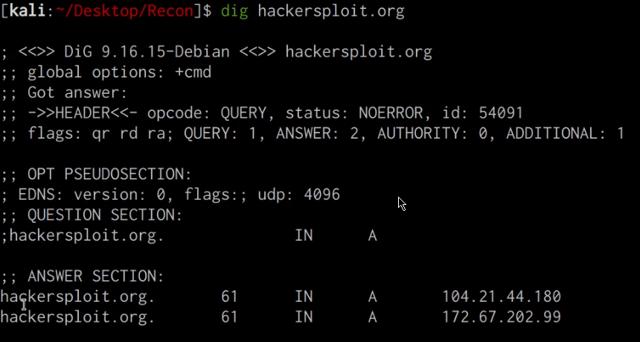 [kali:~/Desktop/Recon]$ dig hackersploit.org
; <<>> DiG 9.16.15-Debian <<>> hackersploit.org
;; global options: +cmd
;; Got answer:
;; ->>HEADER<<- opcode: QUERY, status: NOERROR, id: 54091
;; flags: qr rd ra; QUERY: 1, ANSWER: 2, AUTHORITY: 0, ADDITIONAL: 1
;; OPT PSEUDOSECTION:
; EDNS: version: 0, flags:; udp: 4096
;; QUESTION SECTION:
;hackersploit.org. IN A
;; ANSWER SECTION:
hackersploit.org. 61 IN A 104.21.44.180
hackersploit.org. 61 IN A 172.67.202.99